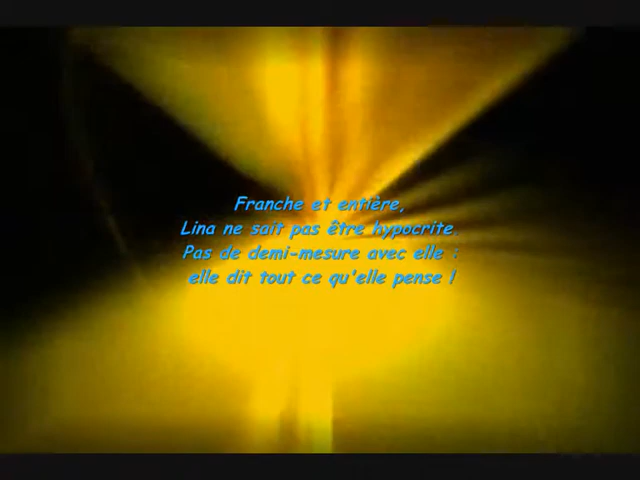 Franche et entière,
Lina ne sait pas être hypocrite.
Pas de demi-mesure avec elle :
elle dit tout ce qu'elle pense !